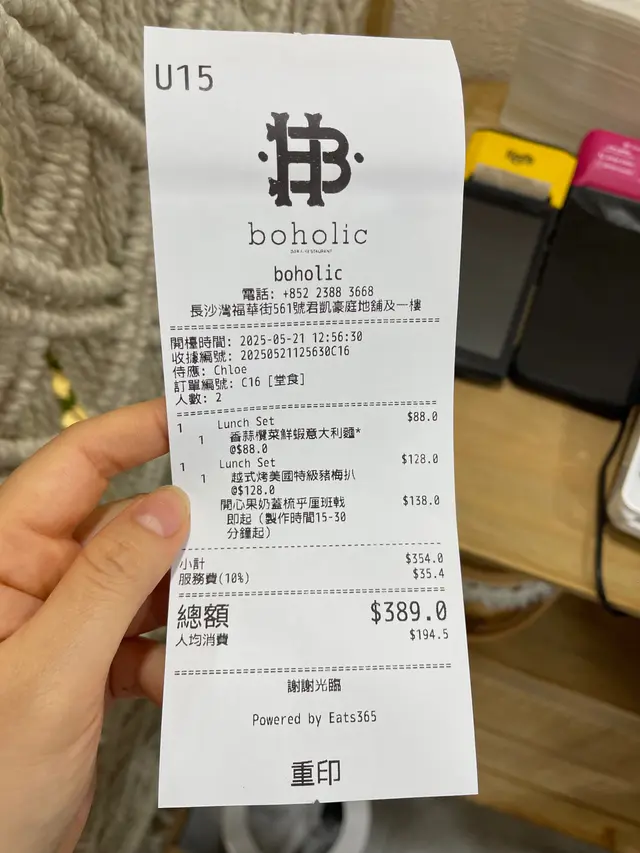 U15
HB
boholic
BAR & RESTAURANT
boholic
電話: +852 2388 3668
長沙灣福華街561號君凱豪庭地舖及一樓
開檯時間: 2025-05-21 12:56:30
收據編號: 20250521125630C16
侍應: Chloe
訂單編號: C16 [堂食]
人數: 2
1 Lunch Set $88.0
1 香蒜欖菜鮮蝦意大利麵*
@$88.0
1 Lunch Set $128.0
1 越式烤美國特級豬梅扒
@$128.0
開心果奶蓋梳乎厘班戟 $138.0
即起 (製作時間15-30
分鐘起)
小計 $354.0
服務費(10%) $35.4
總額 $389.0
人均消費 $194.5
謝謝光臨
Powered by Eats365
重印